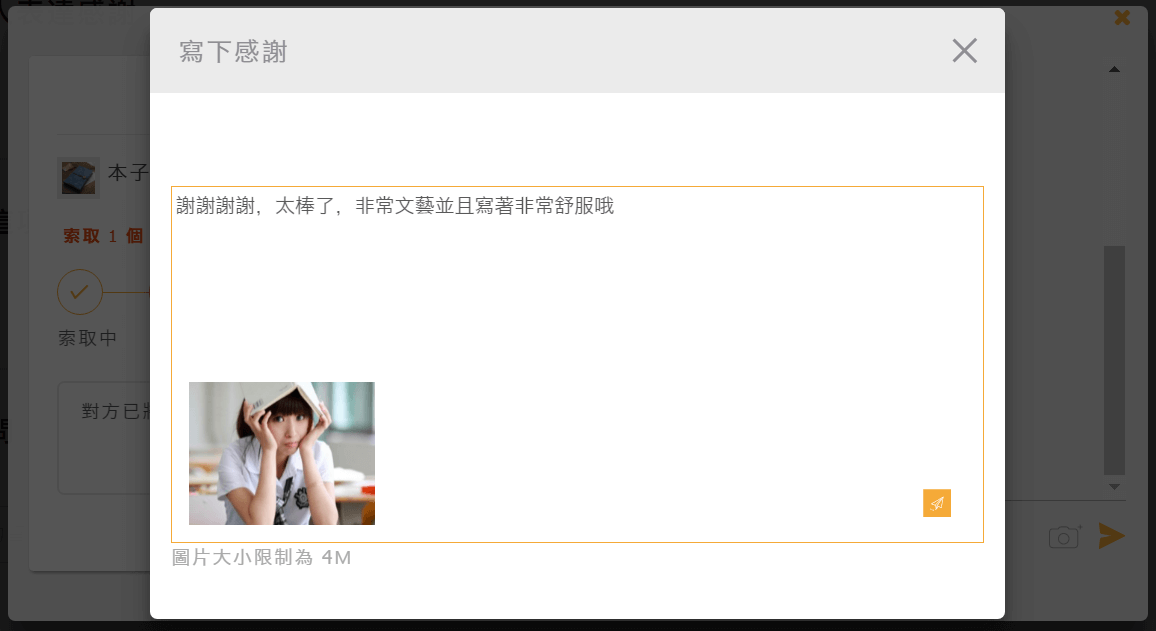 寫下感謝
本子
索取 1 個
索取中
對方已
謝謝謝謝，太棒了，非常文藝並且寫著非常舒服哦
圖片大小限制為 4M